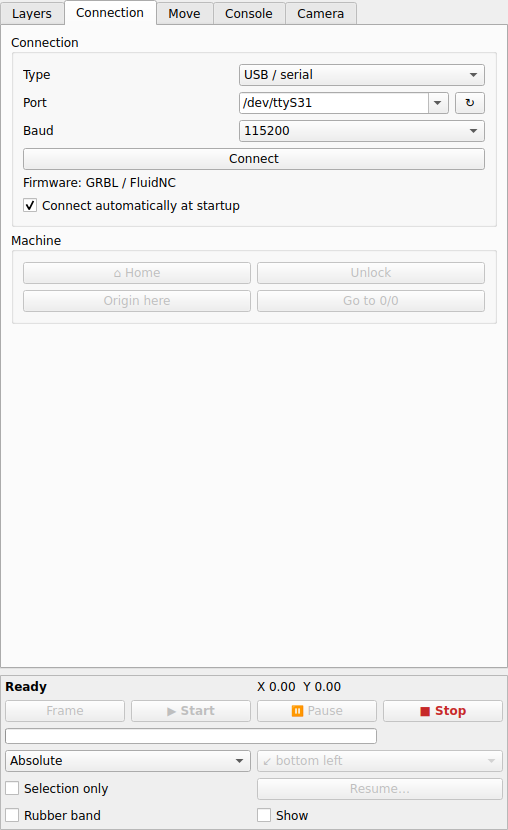 Layers Connection Move Console Camera
Connection
Type USB / serial
Port /dev/ttyS31 ↻
Baud 115200
Connect
Firmware: GRBL / FluidNC
Connect automatically at startup
Machine
⌂ Home Unlock
Origin here Go to 0/0
Ready X 0.00 Y 0.00
Frame ▶ Start ⏸ Pause ■ Stop
Absolute ↙ bottom left
Selection only Resume...
Rubber band Show